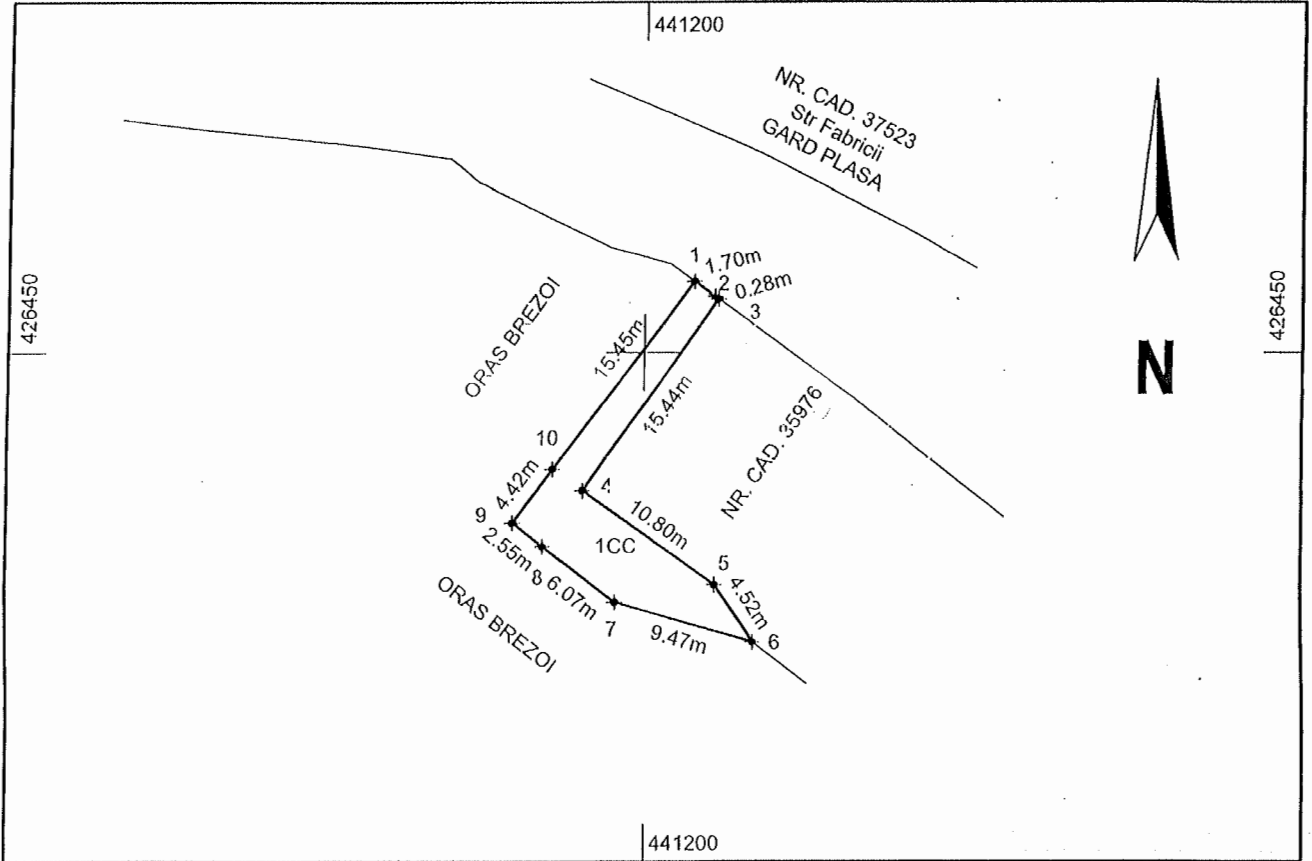 441200
NR. CAD. 37523
Str Fabricii
GARD PLASA
426450
426450
N
1
1.70m
2
0.28m
3
ORAS BREZOI
15.45m
15.44m
NR. CAD. 35976
10
4.42m
4
10.80m
9
2.55m
8
1CC
5
4.52m
6.07m
7
9.47m
6
ORAS BREZOI
441200